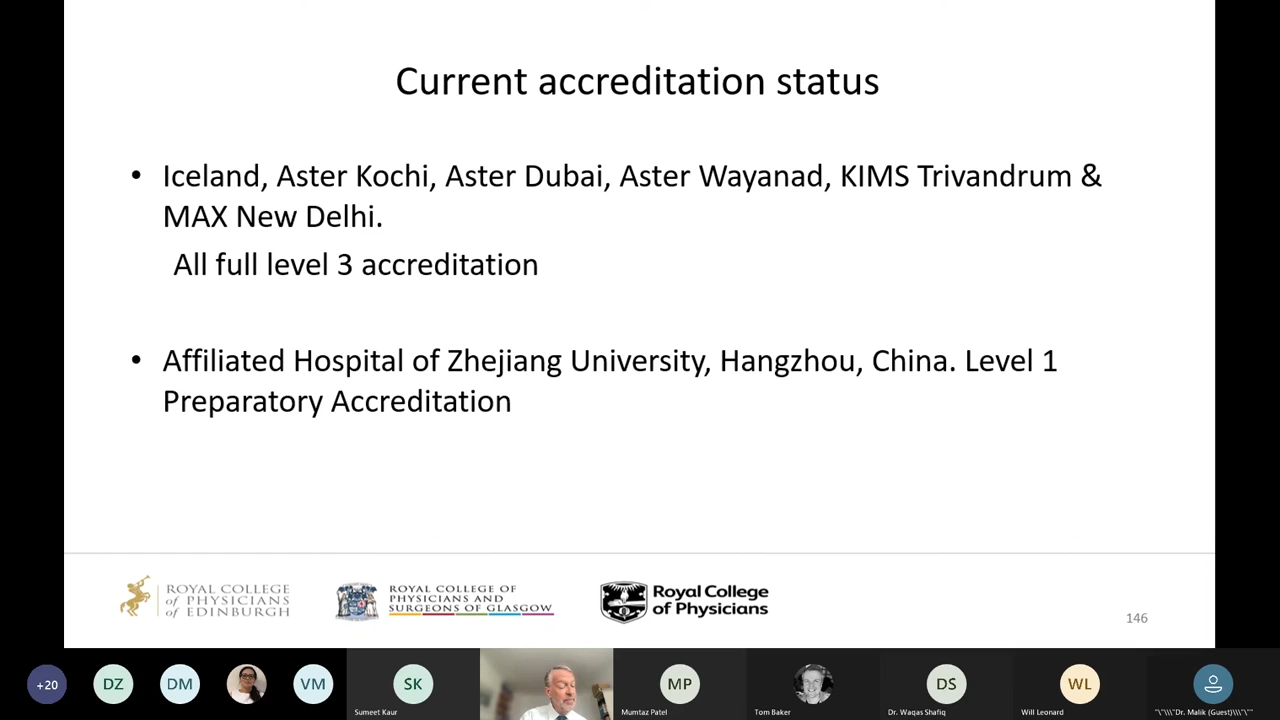 Current accreditation status
• Iceland, Aster Kochi, Aster Dubai, Aster Wayanad, KIMS Trivandrum &
MAX New Delhi.
All full level 3 accreditation
• Affiliated Hospital of Zhejiang University, Hangzhou, China. Level 1
Preparatory Accreditation
ROYAL COLLEGE
of PHYSICIANS
of EDINBURGH
ROYAL COLLEGE OF
PHYSICIANS AND
SURGEONS OF GLASGOW
Royal College
of Physicians
146
+20
DZ
DM
VM
SK
Sumeet Kaur
MP
Mumtaz Patel
Tom Baker
DS
Dr. Waqas Shafiq
WL
Will Leonard
"\"\\\"Dr. Malik (Guest)\\\"\""